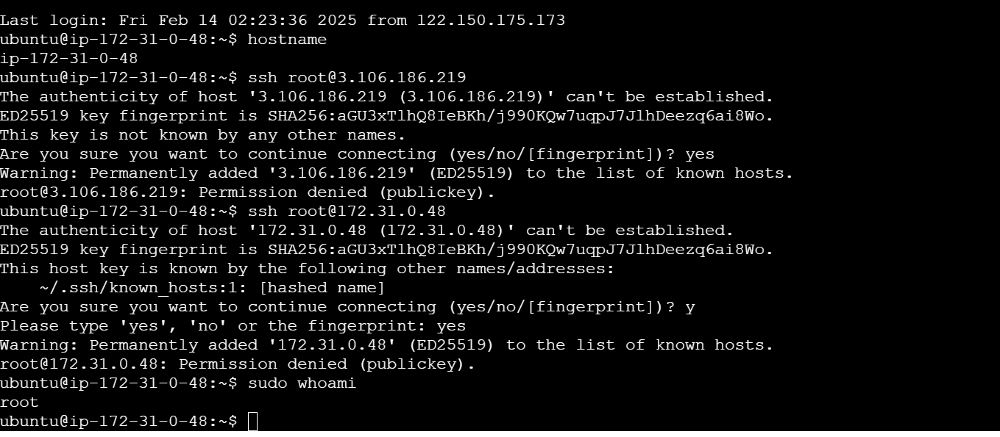 Last login: Fri Feb 14 02:23:36 2025 from 122.150.175.173
ubuntu@ip-172-31-0-48:~$ hostname
ip-172-31-0-48
ubuntu@ip-172-31-0-48:~$ ssh root@3.106.186.219
The authenticity of host '3.106.186.219 (3.106.186.219)' can't be established.
ED25519 key fingerprint is SHA256:aGU3xTlhQ8IeBKh/j990KQw7uqpJ7JlhDeezq6ai8Wo.
This key is not known by any other names.
Are you sure you want to continue connecting (yes/no/[fingerprint])? yes
Warning: Permanently added '3.106.186.219' (ED25519) to the list of known hosts.
root@3.106.186.219: Permission denied (publickey).
ubuntu@ip-172-31-0-48:~$ ssh root@172.31.0.48
The authenticity of host '172.31.0.48 (172.31.0.48)' can't be established.
ED25519 key fingerprint is SHA256:aGU3xTlhQ8IeBKh/j990KQw7uqpJ7JlhDeezq6ai8Wo.
This host key is known by the following other names/addresses:
    ~/.ssh/known_hosts:1: [hashed name]
Are you sure you want to continue connecting (yes/no/[fingerprint])? y
Please type 'yes', 'no' or the fingerprint: yes
Warning: Permanently added '172.31.0.48' (ED25519) to the list of known hosts.
root@172.31.0.48: Permission denied (publickey).
ubuntu@ip-172-31-0-48:~$ sudo whoami
root
ubuntu@ip-172-31-0-48:~$